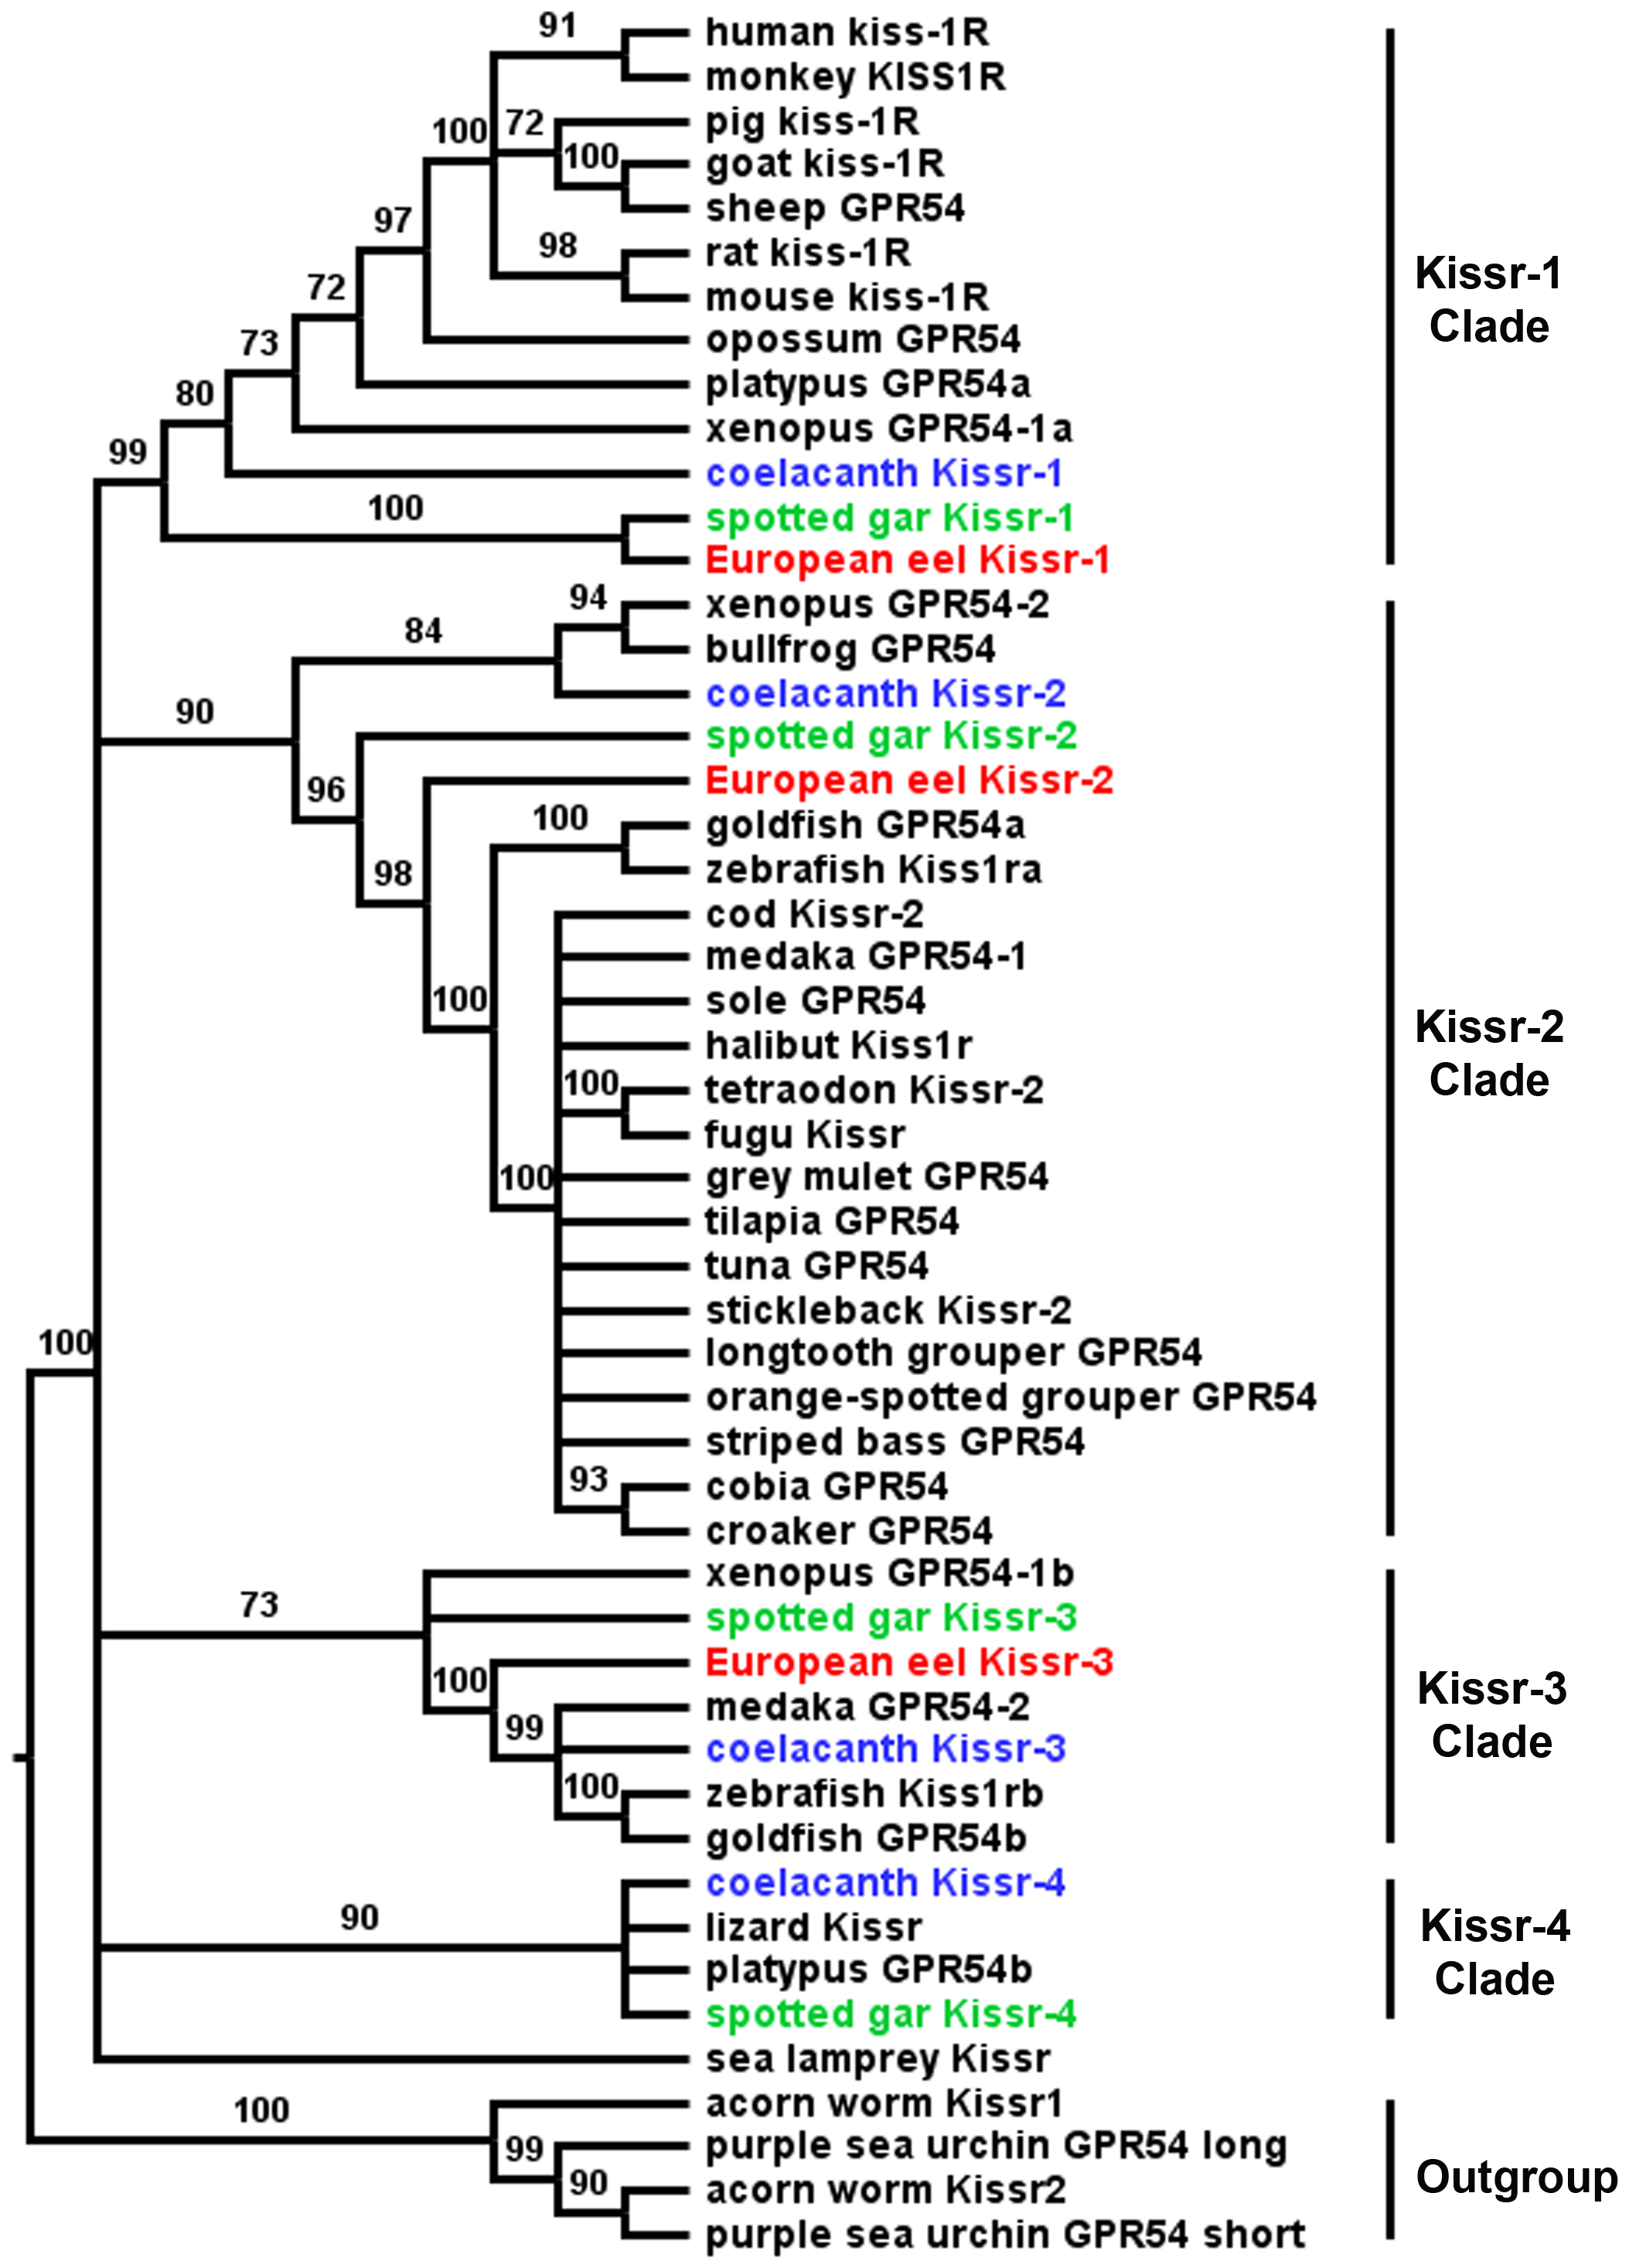 91
human kiss-1R
monkey KISS1R
100
72
pig kiss-1R
100
goat kiss-1R
sheep GPR54
97
98
rat kiss-1R
mouse kiss-1R
Kissr-1
Clade
72
opossum GPR54
73
platypus GPR54a
80
xenopus GPR54-1a
99
coelacanth Kissr-1
100
spotted gar Kissr-1
European eel Kissr-1
94
xenopus GPR54-2
84
bullfrog GPR54
coelacanth Kissr-2
90
spotted gar Kissr-2
96
European eel Kissr-2
100
goldfish GPR54a
98
zebrafish Kiss1ra
cod Kissr-2
medaka GPR54-1
100
sole GPR54
Kissr-2
Clade
halibut Kiss1r
100
tetraodon Kissr-2
fugu Kissr
100
grey mulet GPR54
tilapia GPR54
tuna GPR54
stickleback Kissr-2
100
longtooth grouper GPR54
orange-spotted grouper GPR54
striped bass GPR54
93
cobia GPR54
croaker GPR54
xenopus GPR54-1b
73
spotted gar Kissr-3
European eel Kissr-3
100
Kissr-3
Clade
99
medaka GPR54-2
coelacanth Kissr-3
100
zebrafish Kiss1rb
goldfish GPR54b
coelacanth Kissr-4
90
lizard Kissr
Kissr-4
Clade
platypus GPR54b
spotted gar Kissr-4
sea lamprey Kissr
100
acorn worm Kissr1
99
purple sea urchin GPR54 long
90
acorn worm Kissr2
Outgroup
purple sea urchin GPR54 short